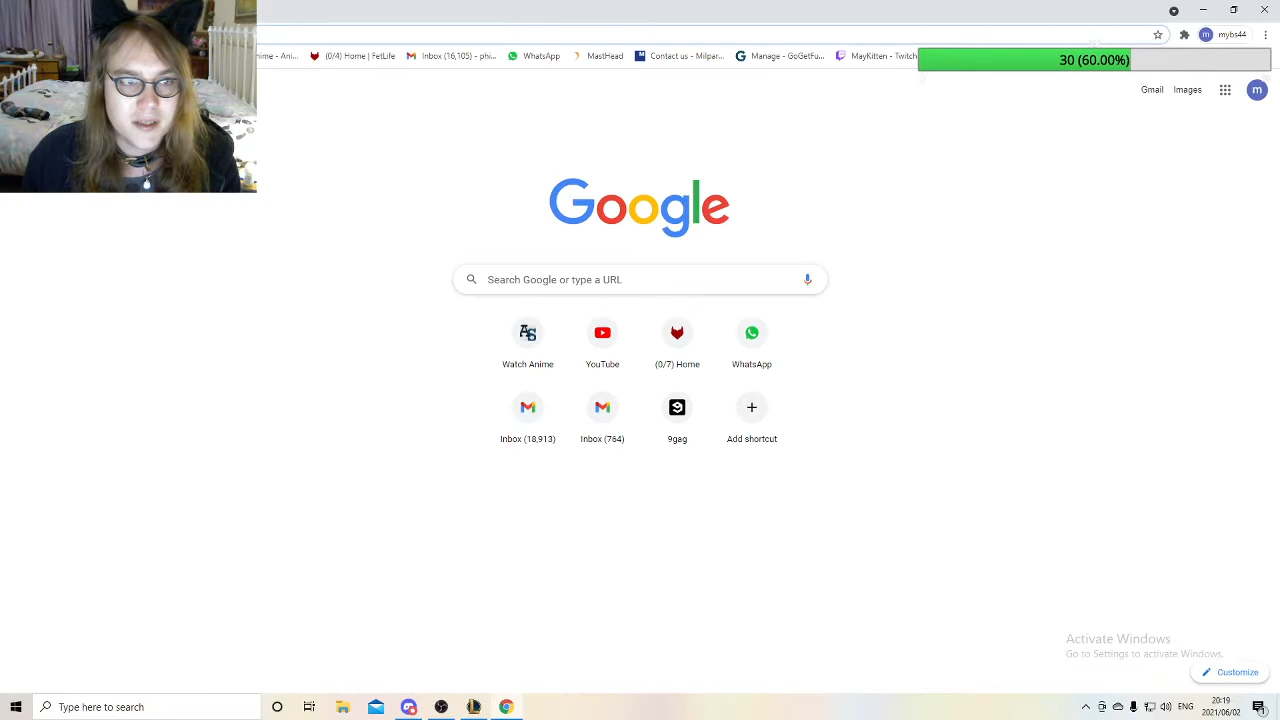 mybs44
nime - Ani...
(0/4) Home | FetLife
Inbox (16,105) - phi...
WhatsApp
MastHead
Contact us - Milpar...
Manage - GoGetFu...
MayKitten - Twitch
30 (60.00%)
Gmail
Images
m
Google
Search Google or type a URL
Watch Anime
YouTube
(0/7) Home
WhatsApp
Inbox (18,913)
Inbox (764)
9gag
Add shortcut
Activate Windows
Go to Settings to activate Windows.
Customize
Type here to search
ENG
20:19
2021/06/02